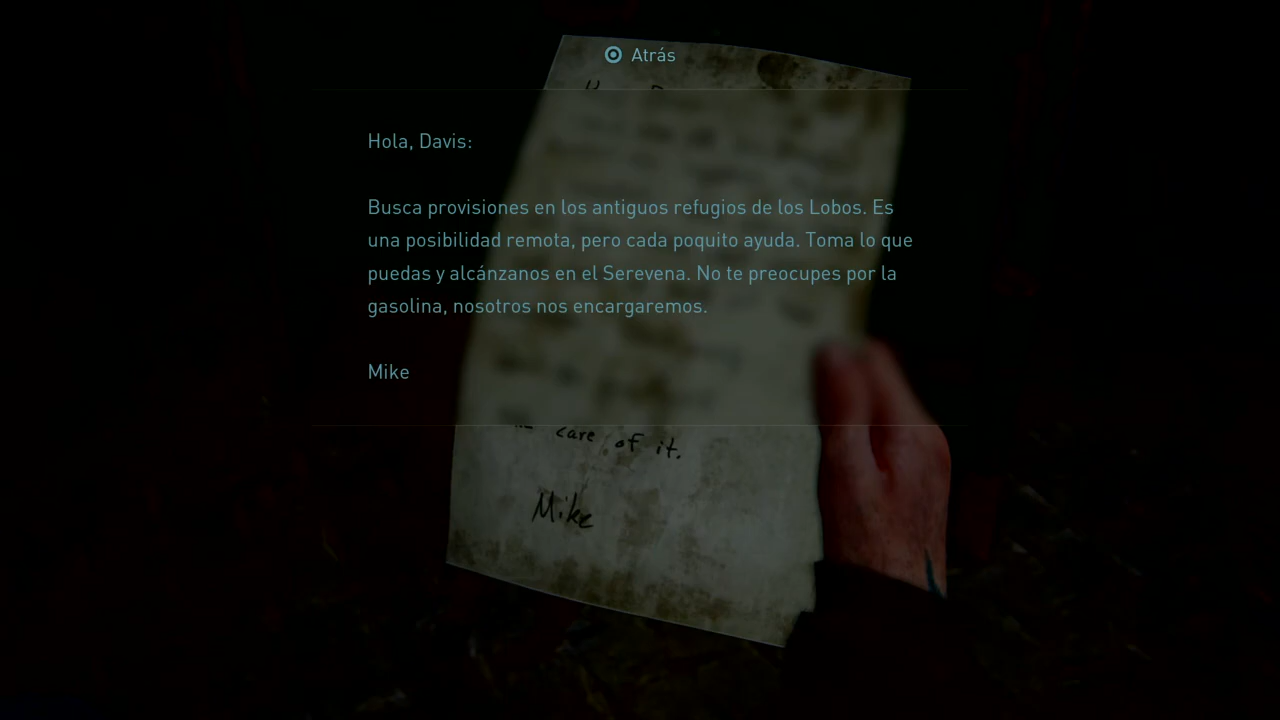 Atrás
Hola, Davis:
Busca provisiones en los antiguos refugios de los Lobos. Es
una posibilidad remota, pero cada poquito ayuda. Toma lo que
puedas y alcánzanos en el Serevena. No te preocupes por la
gasolina, nosotros nos encargaremos.
Mike
care of it.
Mike